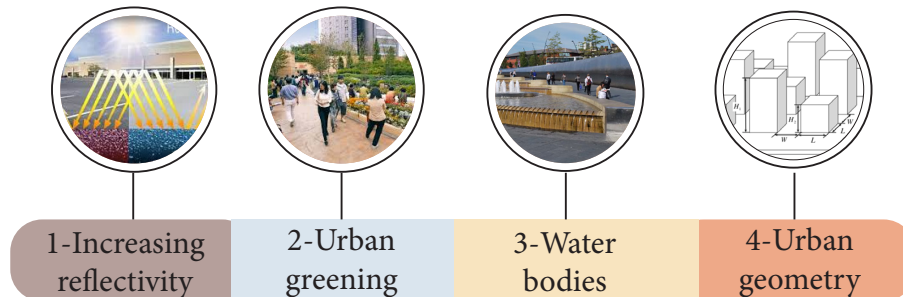 1-Increasing
reflectivity
2-Urban
greening
3-Water
bodies
4-Urban
geometry
W
L
L
W